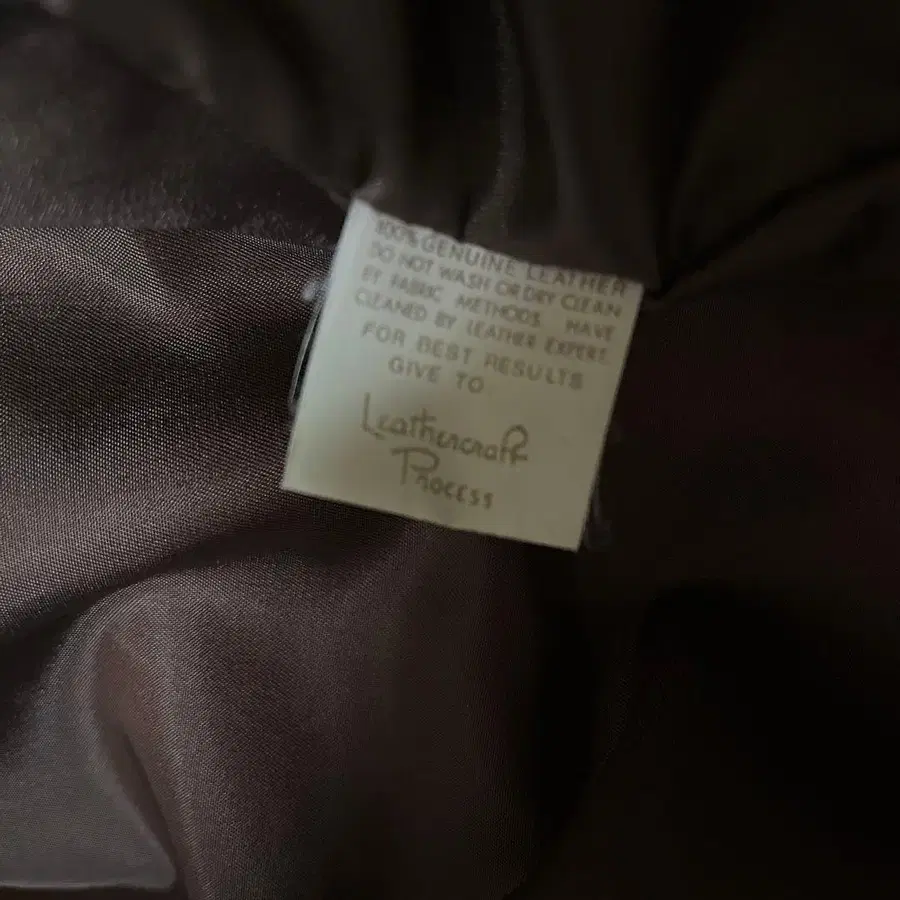 100% GENUINE LEATHER
DO NOT WASH OR DRY CLEAN
BY FABRIC METHODS. HAVE
CLEANED BY LEATHER EXPERT.
FOR BEST RESULTS
GIVE TO
Leathercraft
Process